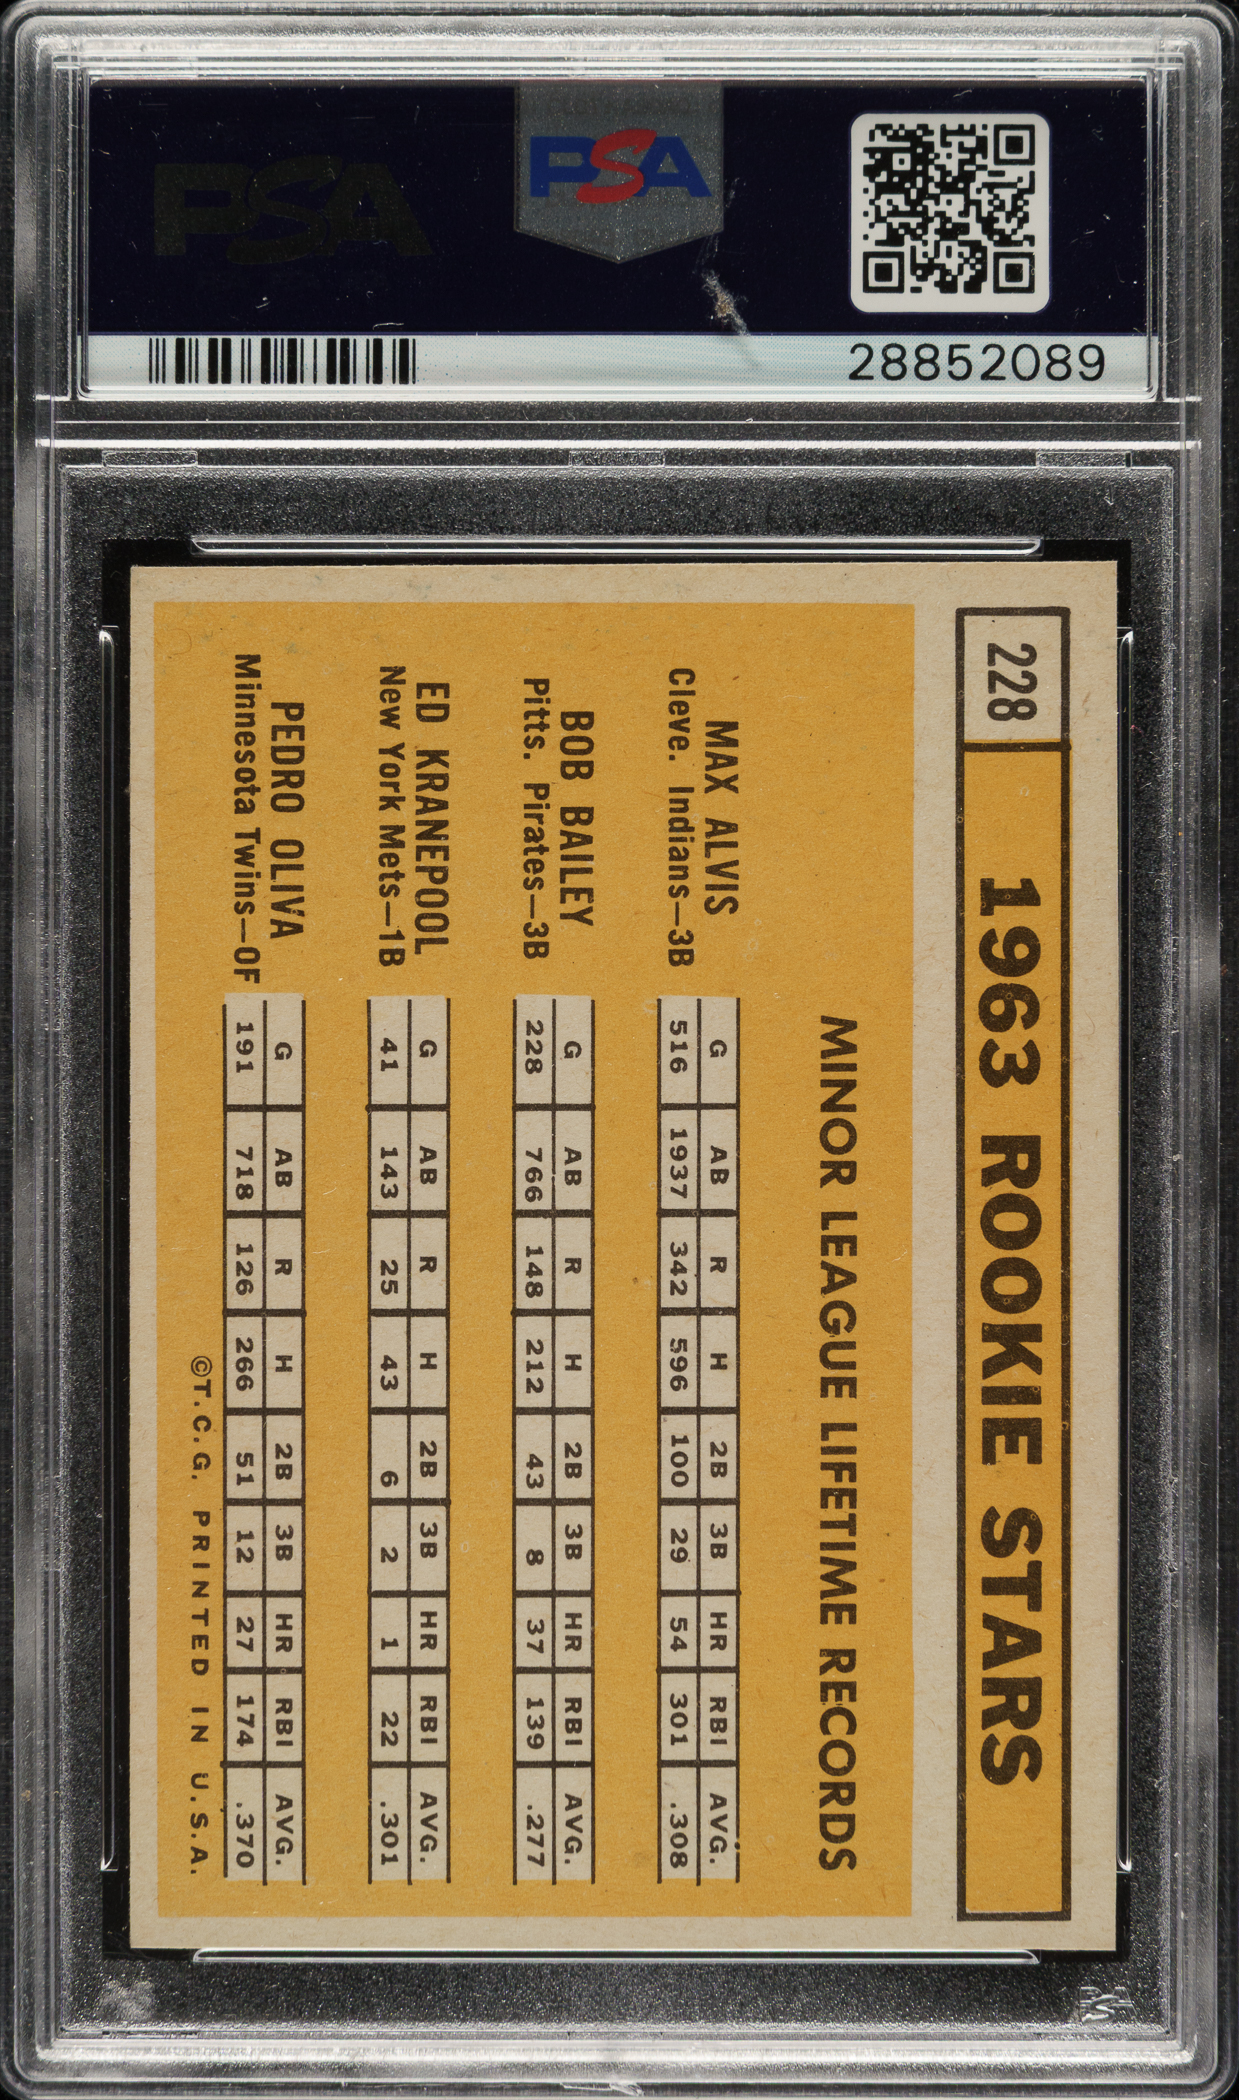 PSA
PSA
28852089
228
1963 ROOKIE STARS
MINOR LEAGUE LIFETIME RECORDS
MAX ALVIS
Cleve. Indians—3B
G AB R H 2B 3B HR RBI AVG.
516 1937 342 596 100 29 54 301 .308
BOB BAILEY
Pitts. Pirates—3B
G AB R H 2B 3B HR RBI AVG.
228 766 148 212 43 8 37 139 .277
ED KRANEPOOL
New York Mets—1B
G AB R H 2B 3B HR RBI AVG.
41 143 25 43 6 2 1 22 .301
PEDRO OLIVA
Minnesota Twins—OF
G AB R H 2B 3B HR RBI AVG.
191 718 126 266 51 12 27 174 .370
©T.C.G. PRINTED IN U.S.A.
PSA